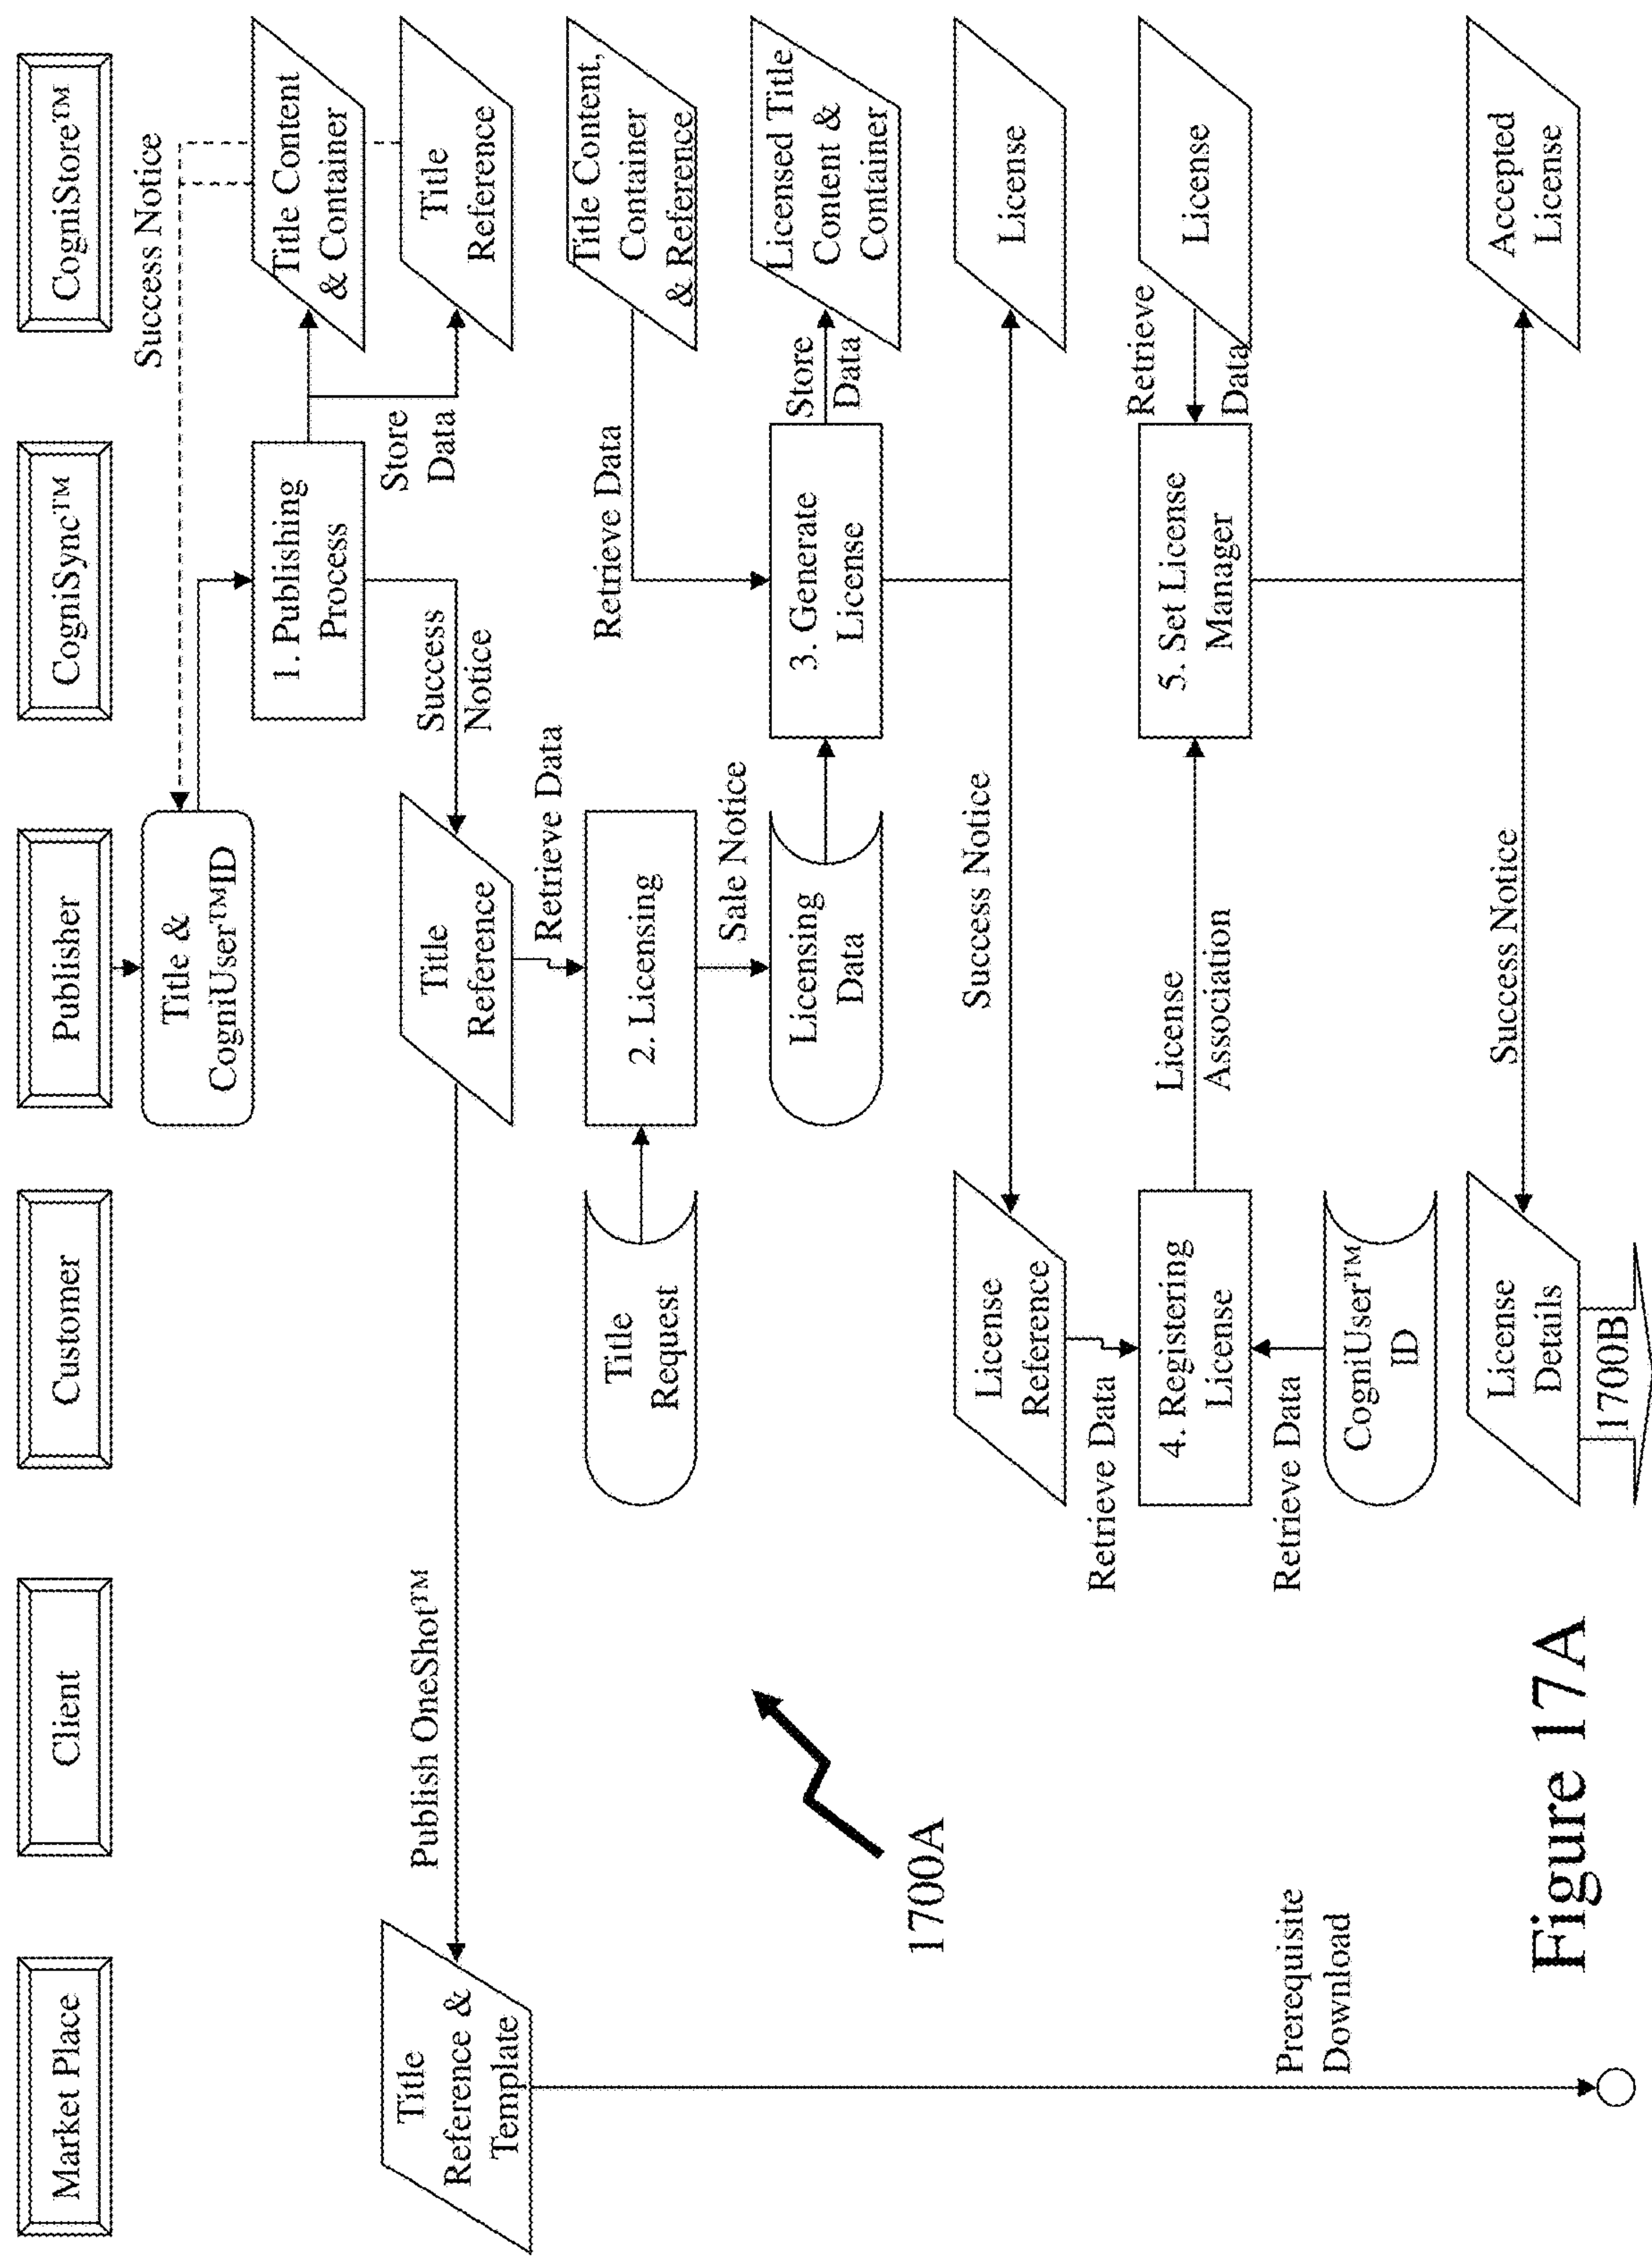 Market Place
Client
Customer
Publisher
CogniSync™
CogniStore™
Success Notice
Title &
CogniUser™ID
1. Publishing
Process
Title Content
& Container
Store
Data
Success
Notice
Title
Reference &
Template
Publish OneShot™
Title
Reference
Title
Reference
Retrieve Data
Title
Request
2. Licensing
Retrieve Data
Title Content,
Container
& Reference
Sale Notice
Licensing
Data
3. Generate
License
Store
Data
Licensed Title
Content &
Container
1700A
License
Reference
Success Notice
License
Retrieve Data
4. Registering
License
License
Association
5. Set License
Manager
Retrieve
Data
License
Retrieve Data
CogniUser™
ID
Prerequisite
Download
License
Details
Success Notice
Accepted
License
1700B
Figure 17A